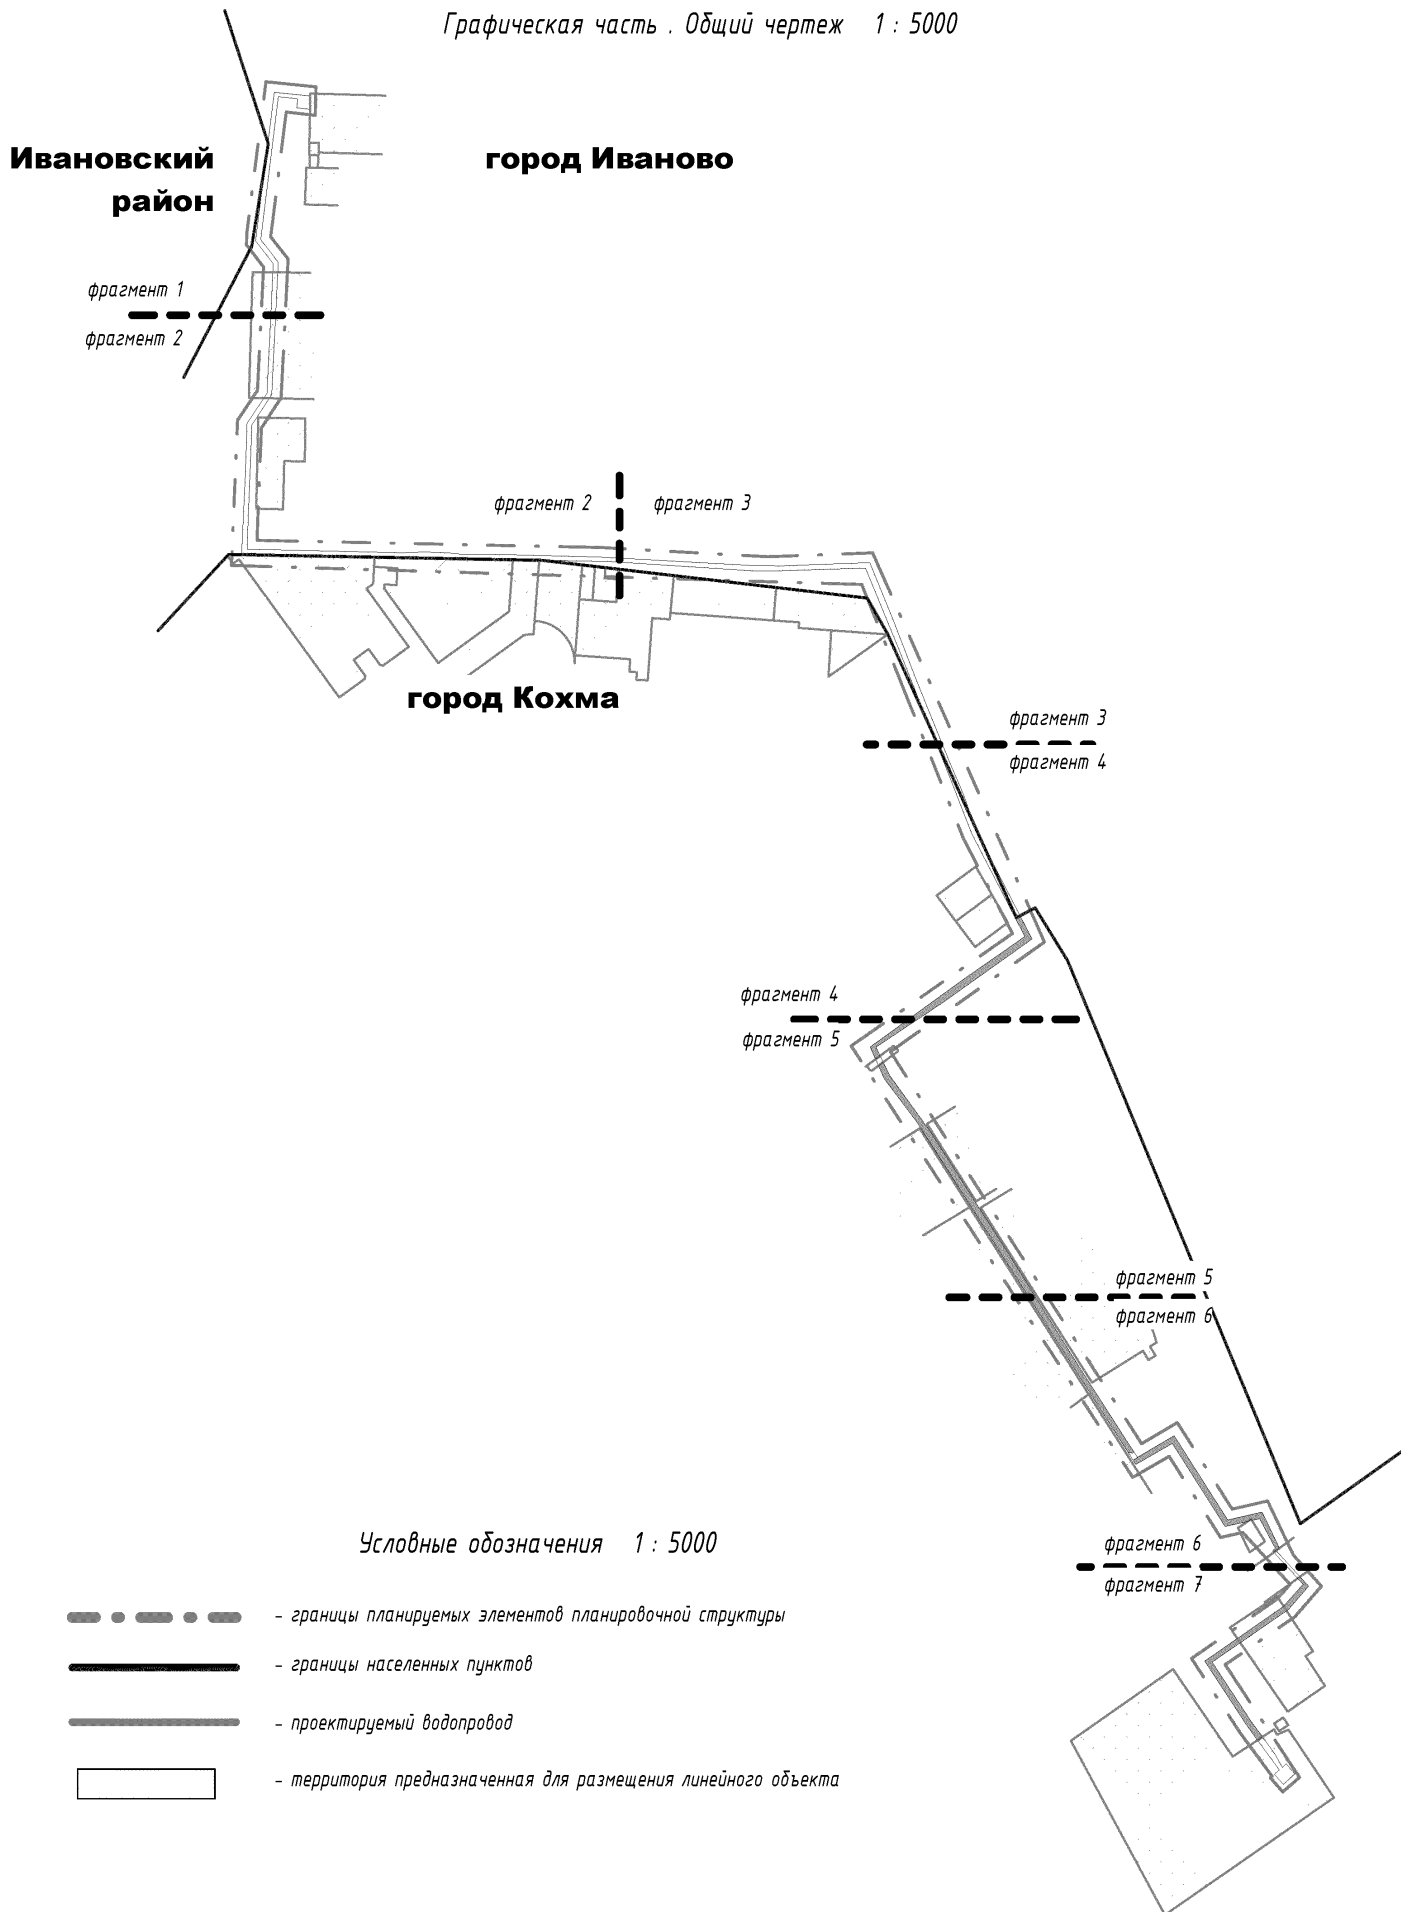 Графическая часть . Общий чертеж 1 : 5000
Ивановский
район
город Иваново
фрагмент 1
фрагмент 2
фрагмент 2
фрагмент 3
город Кохма
фрагмент 3
фрагмент 4
фрагмент 4
фрагмент 5
фрагмент 5
фрагмент 6
Условные обозначения 1 : 5000
фрагмент 6
фрагмент 7
- границы планируемых элементов планировочной структуры
- границы населенных пунктов
- проектируемый водопровод
- территория предназначенная для размещения линейного объекта